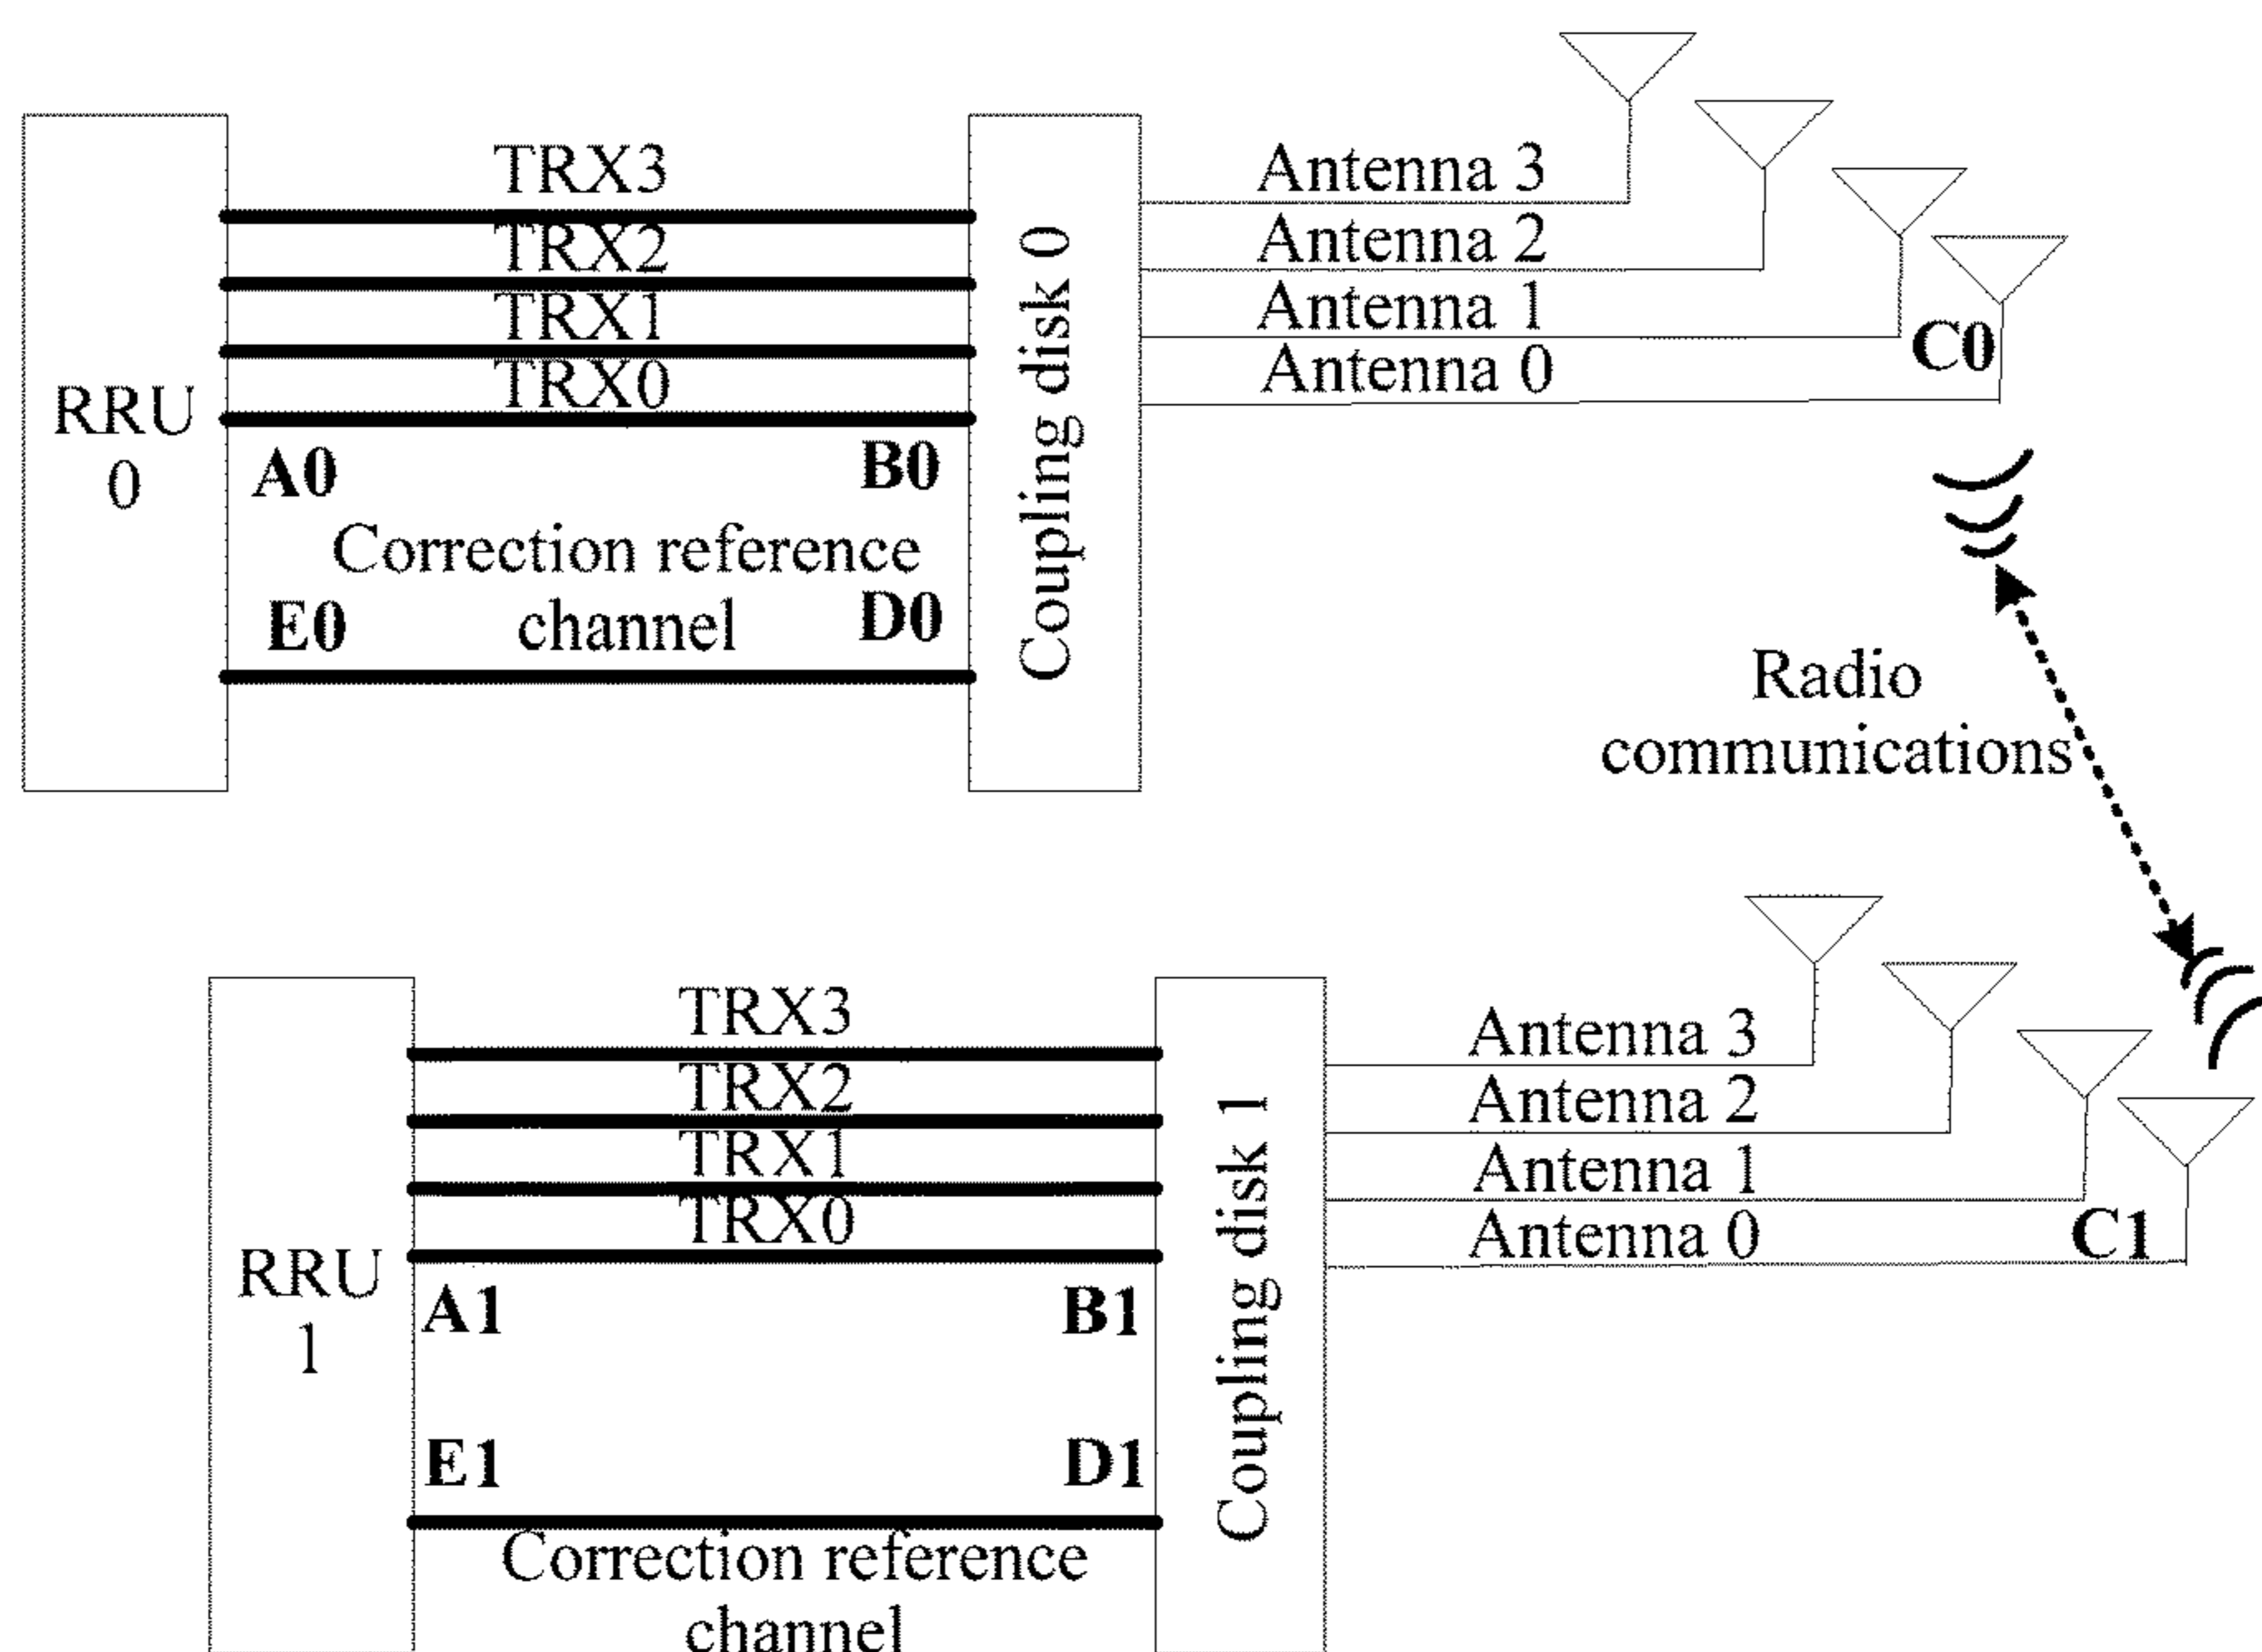 TRX3
TRX2
TRX1
TRX0
RRU
0
A0
B0
Correction reference
channel
E0
D0
Coupling disk 0
Antenna 3
Antenna 2
Antenna 1
Antenna 0
C0
Radio
communications
TRX3
TRX2
TRX1
TRX0
RRU
1
A1
B1
E1
D1
Correction reference
channel
Coupling disk 1
Antenna 3
Antenna 2
Antenna 1
Antenna 0
C1